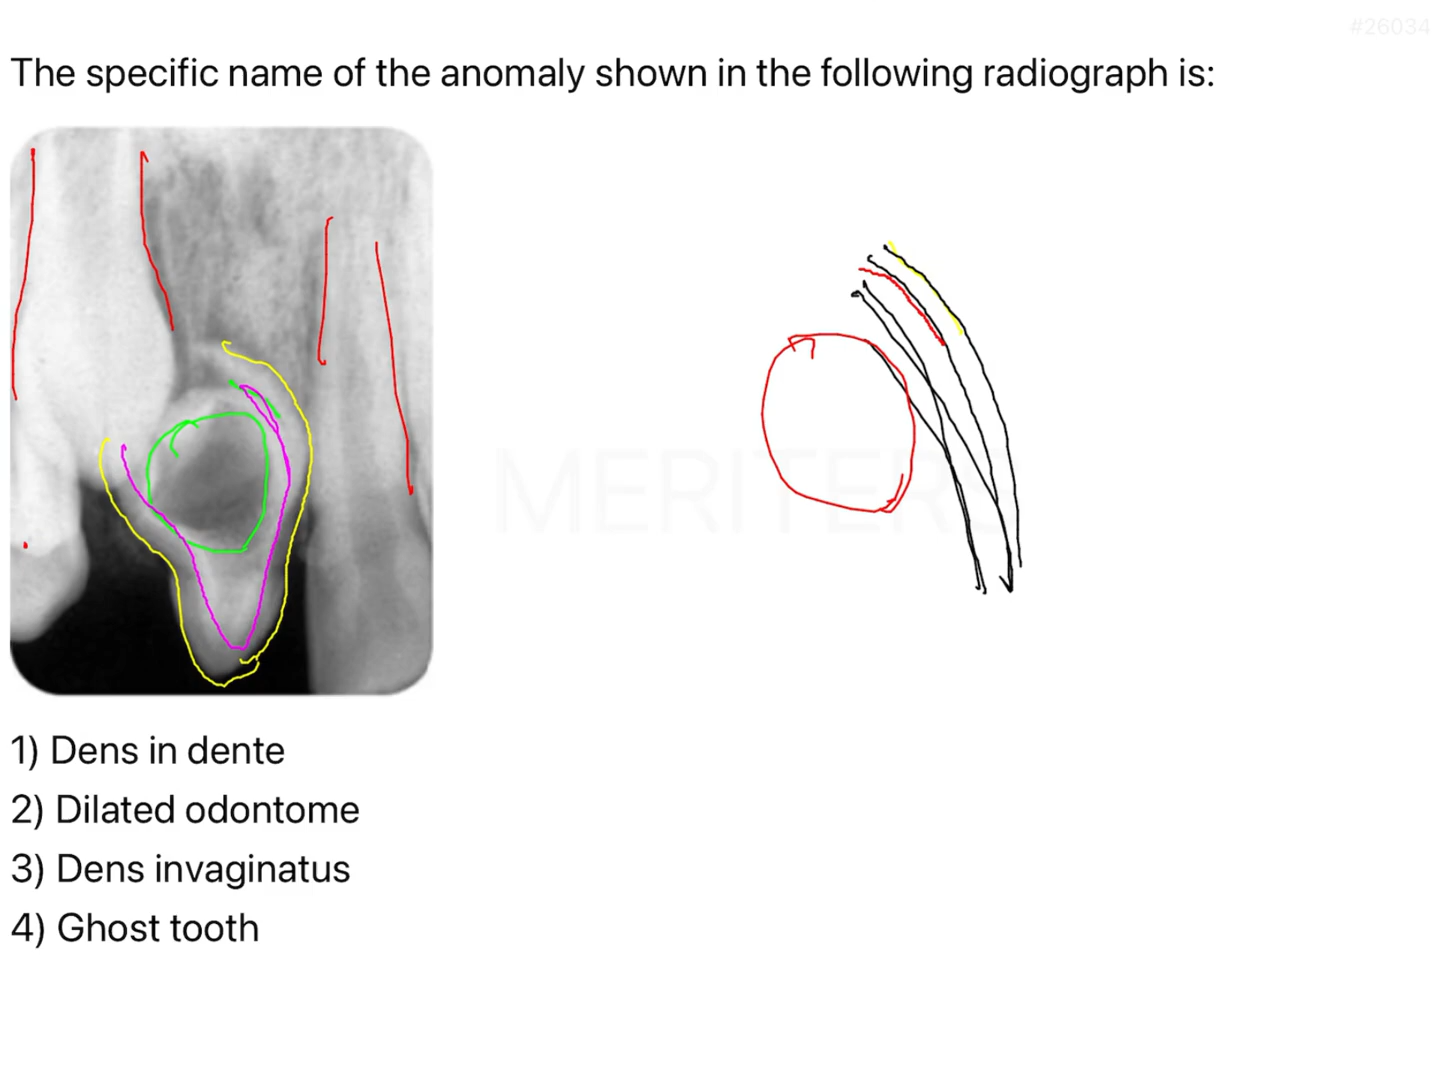 #26034
The specific name of the anomaly shown in the following radiograph is:
MERITERS
1) Dens in dente
2) Dilated odontome
3) Dens invaginatus
4) Ghost tooth